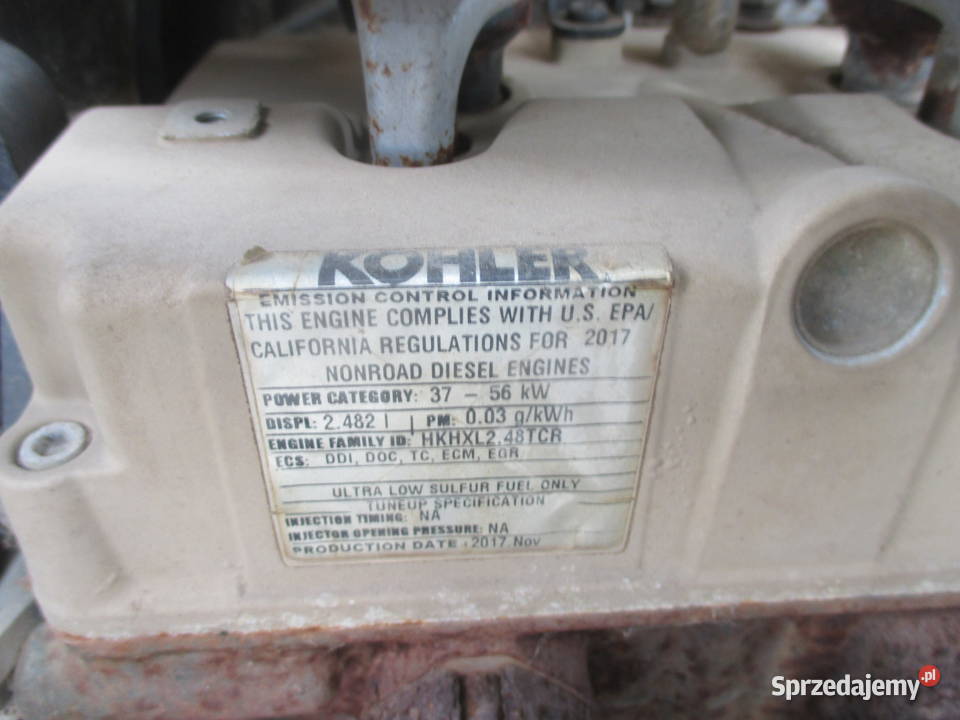 KOHLER
EMISSION CONTROL INFORMATION
THIS ENGINE COMPLIES WITH U.S. EPA/
CALIFORNIA REGULATIONS FOR 2017
NONROAD DIESEL ENGINES
POWER CATEGORY: 37 - 56 kW
DISPL: 2.482 l | PM: 0.03 g/kWh
ENGINE FAMILY ID: HKHXL2.48TCR
ECS: DDI, DOC, TC, ECM, EGR
ULTRA LOW SULFUR FUEL ONLY
TUNEUP SPECIFICATION
INJECTION TIMING: NA
INJECTOR OPENING PRESSURE: NA
PRODUCTION DATE : 2017 Nov
Sprzedajemy.pl